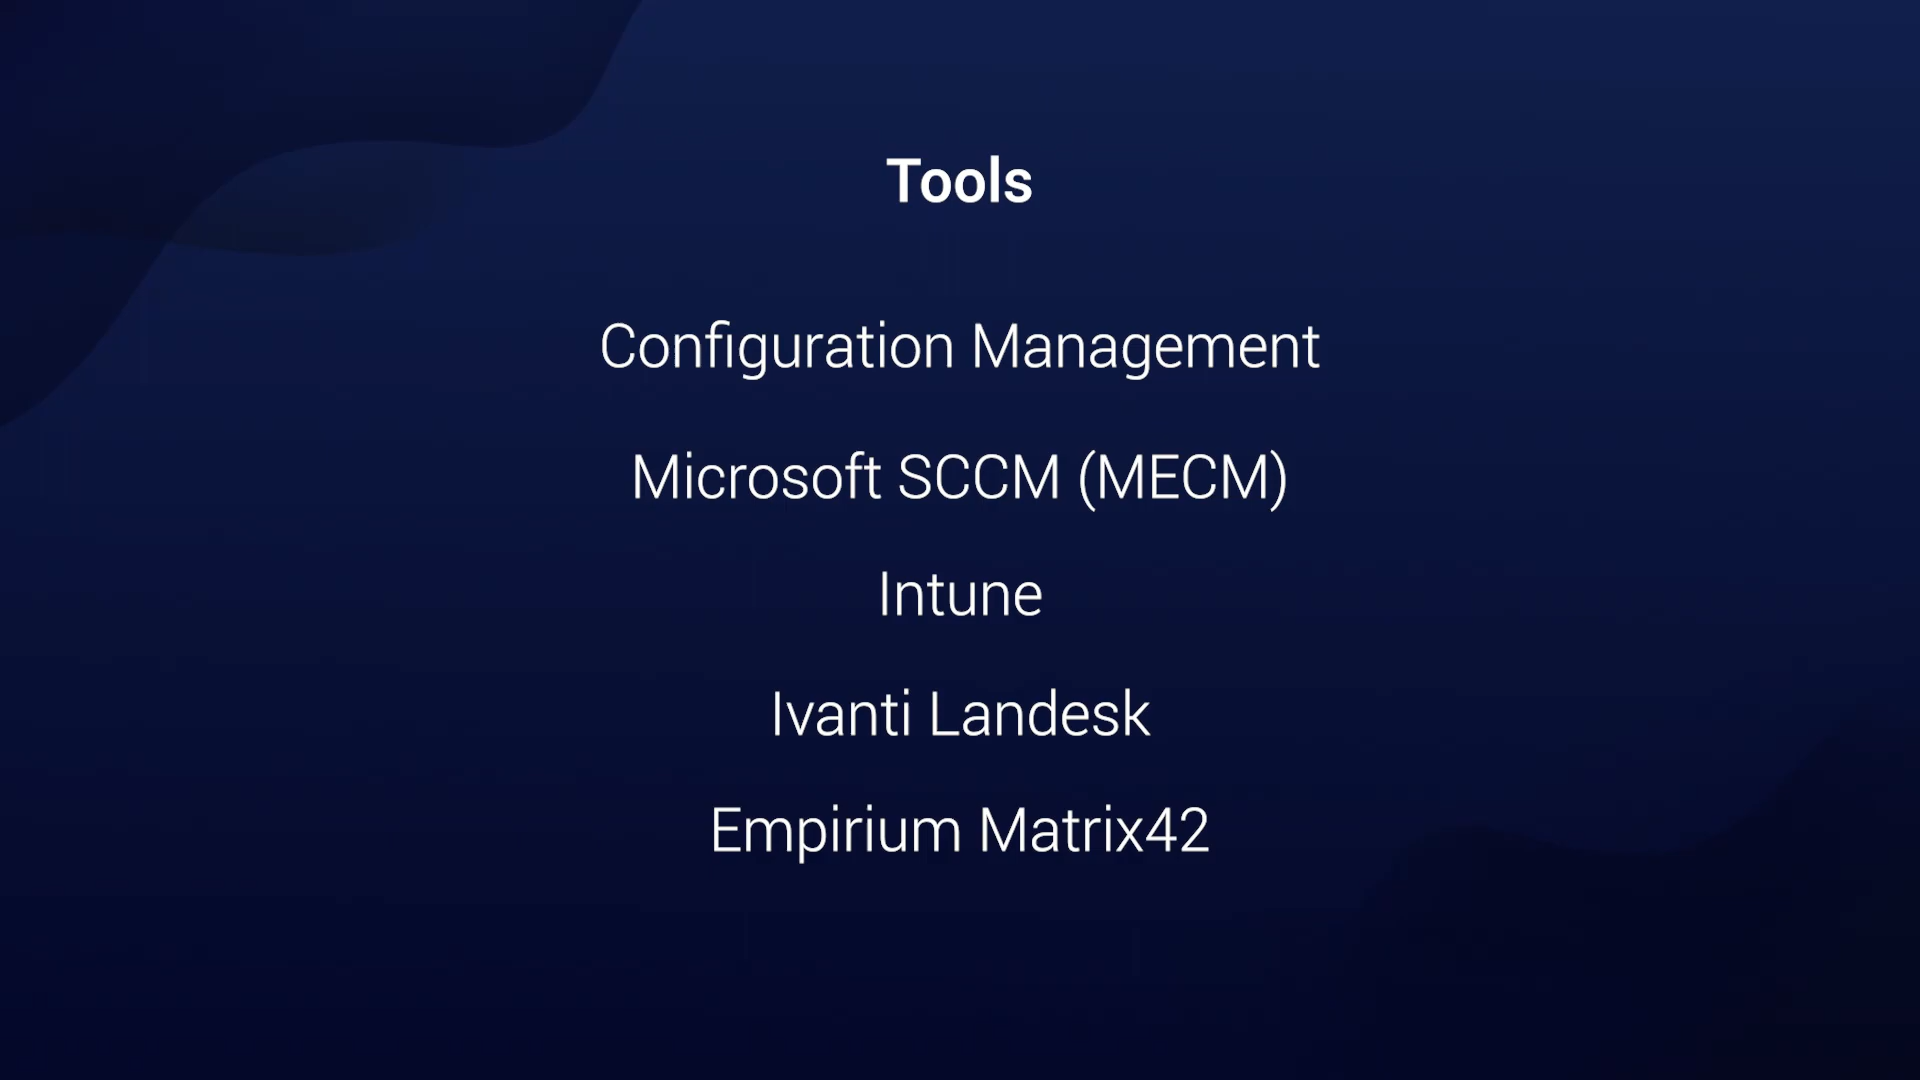 Tools
Configuration Management
Microsoft SCCM (MECM)
Intune
Ivanti Landesk
Empirium Matrix42